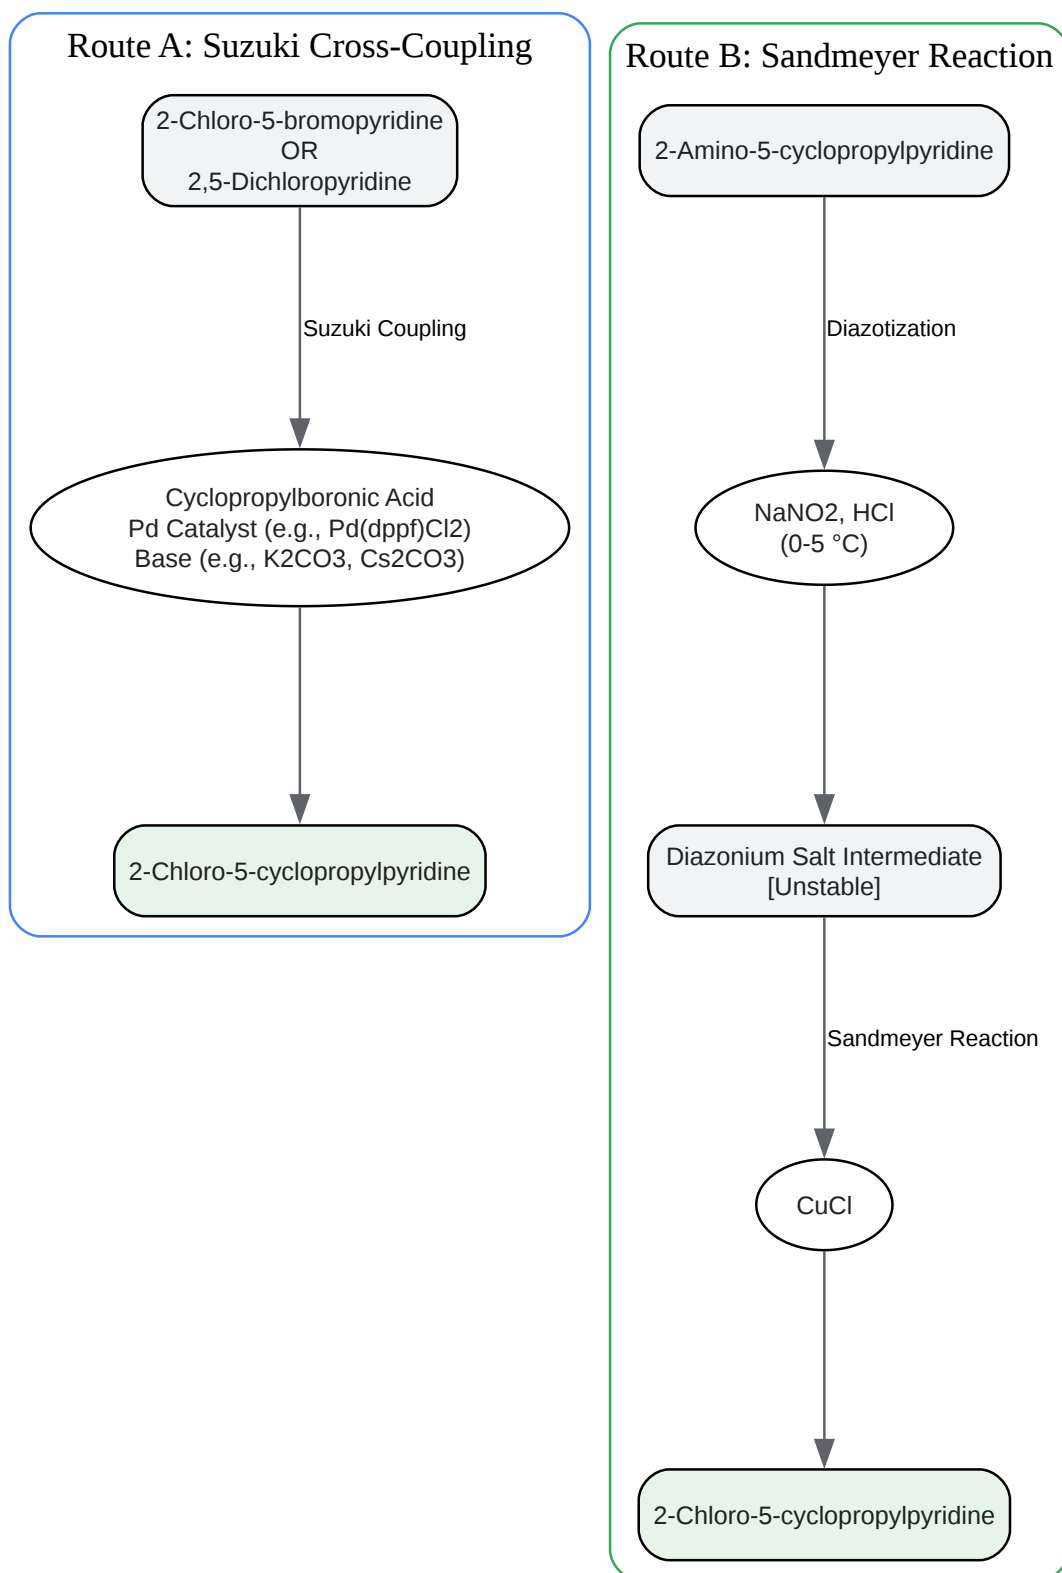 Route A: Suzuki Cross-Coupling
2-Chloro-5-bromopyridine
OR
2,5-Dichloropyridine
Suzuki Coupling
Cyclopropylboronic Acid
Pd Catalyst (e.g., Pd(dppf)Cl2)
Base (e.g., K2CO3, Cs2CO3)
2-Chloro-5-cyclopropylpyridine
Route B: Sandmeyer Reaction
2-Amino-5-cyclopropylpyridine
Diazotization
NaNO2, HCl
(0-5 °C)
Diazonium Salt Intermediate
[Unstable]
Sandmeyer Reaction
CuCl
2-Chloro-5-cyclopropylpyridine